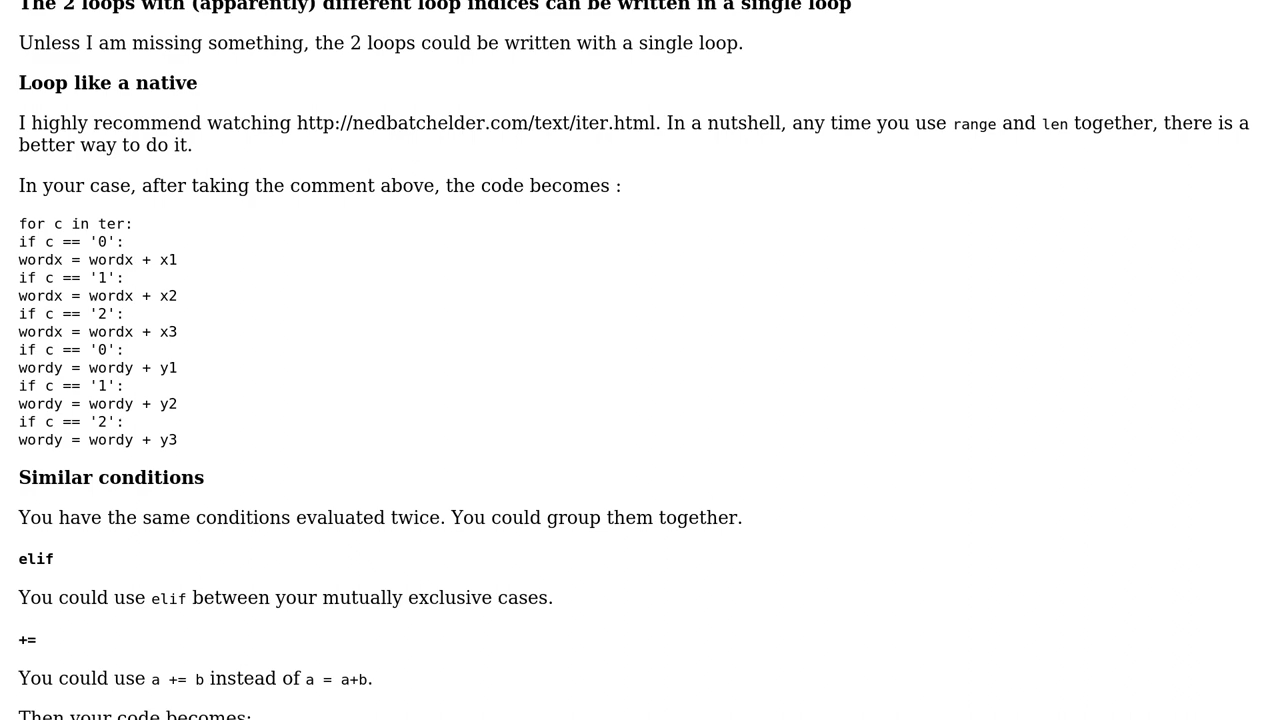 The 2 loops with (apparently) different loop indices can be written in a single loop
Unless I am missing something, the 2 loops could be written with a single loop.
Loop like a native
I highly recommend watching http://nedbatchelder.com/text/iter.html. In a nutshell, any time you use range and len together, there is a
better way to do it.
In your case, after taking the comment above, the code becomes :
for c in ter:
if c == '0':
wordx = wordx + x1
if c == '1':
wordx = wordx + x2
if c == '2':
wordx = wordx + x3
if c == '0':
wordy = wordy + y1
if c == '1':
wordy = wordy + y2
if c == '2':
wordy = wordy + y3
Similar conditions
You have the same conditions evaluated twice. You could group them together.
elif
You could use elif between your mutually exclusive cases.
+=
You could use a += b instead of a = a+b.
Then your code becomes: